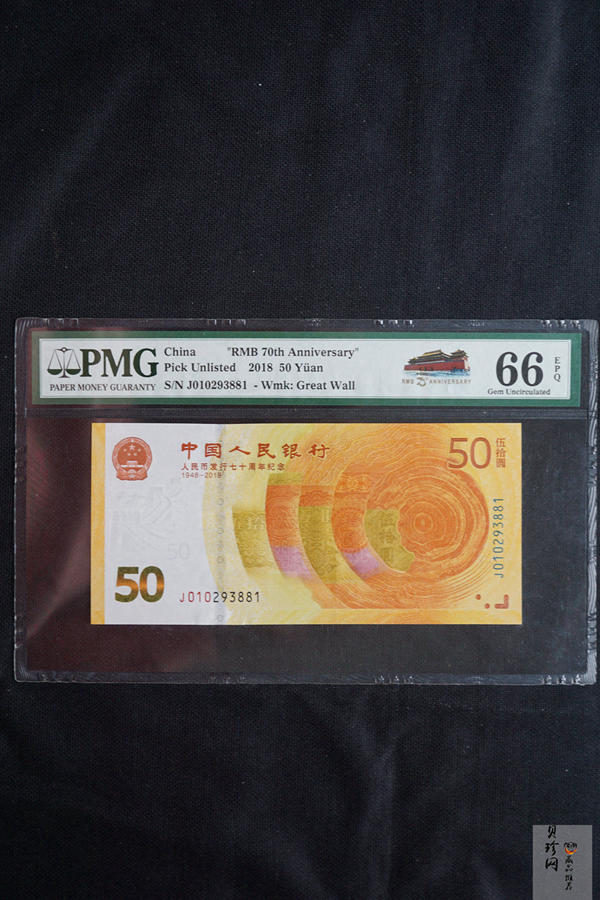 PMG
PAPER MONEY GUARANTY
China "RMB 70th Anniversary"
Pick Unlisted 2018 50 Yüan
S/N J010293881 - Wmk: Great Wall
RMB 70 ANNIVERSARY
66
EPQ
Gem Uncirculated
中国人民银行
人民币发行七十周年纪念
1948-2018
50
伍拾圆
J010293881
50
50
J010293881
贝珍网